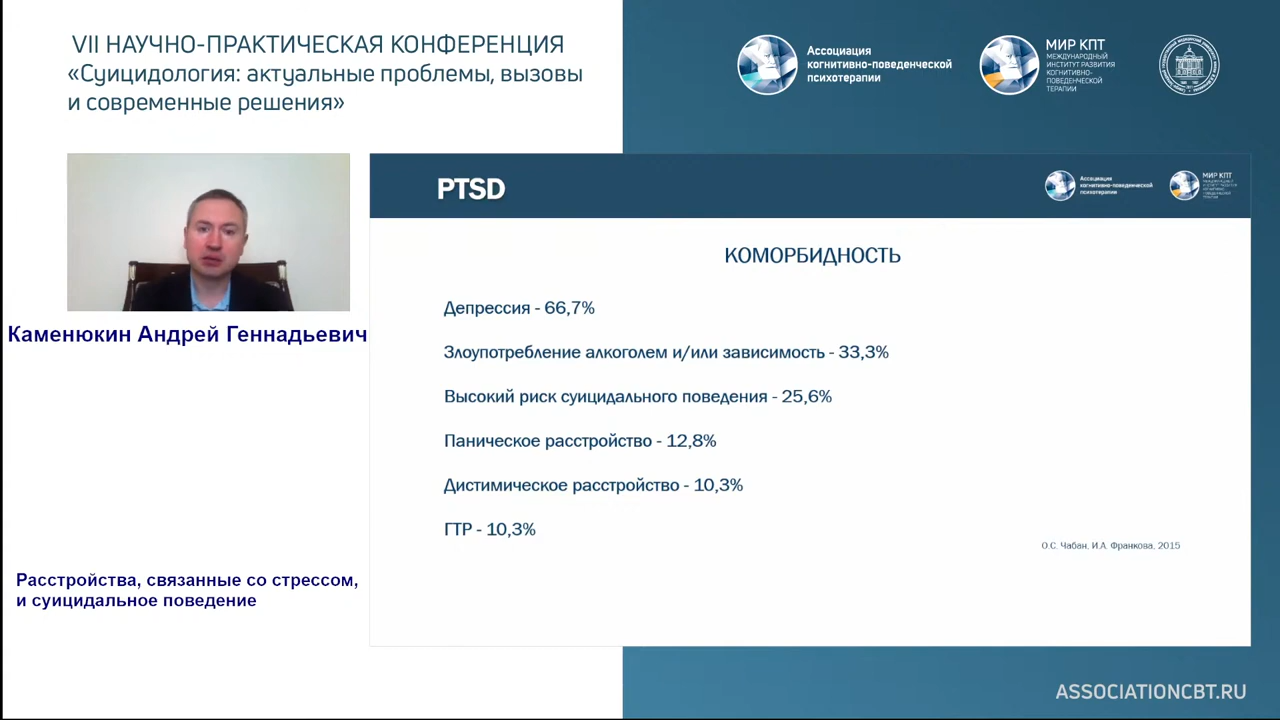 VII НАУЧНО-ПРАКТИЧЕСКАЯ КОНФЕРЕНЦИЯ
«Суицидология: актуальные проблемы, вызовы
и современные решения»
Ассоциация
когнитивно-поведенческой
психотерапии
МИР КПТ
МЕЖДУНАРОДНЫЙ
ИНСТИТУТ РАЗВИТИЯ
КОГНИТИВНО-
ПОВЕДЕНЧЕСКОЙ
ТЕРАПИИ
Каменюкин Андрей Геннадьевич
Расстройства, связанные со стрессом,
и суицидальное поведение
PTSD
Ассоциация
когнитивно-поведенческой
психотерапии
МИР КПТ
КОМОРБИДНОСТЬ
Депрессия - 66,7%
Злоупотребление алкоголем и/или зависимость - 33,3%
Высокий риск суицидального поведения - 25,6%
Паническое расстройство - 12,8%
Дистимическое расстройство - 10,3%
ГТР - 10,3%
О.С. Чабан, И.А. Франкова, 2015
ASSOCIATIONCBT.RU